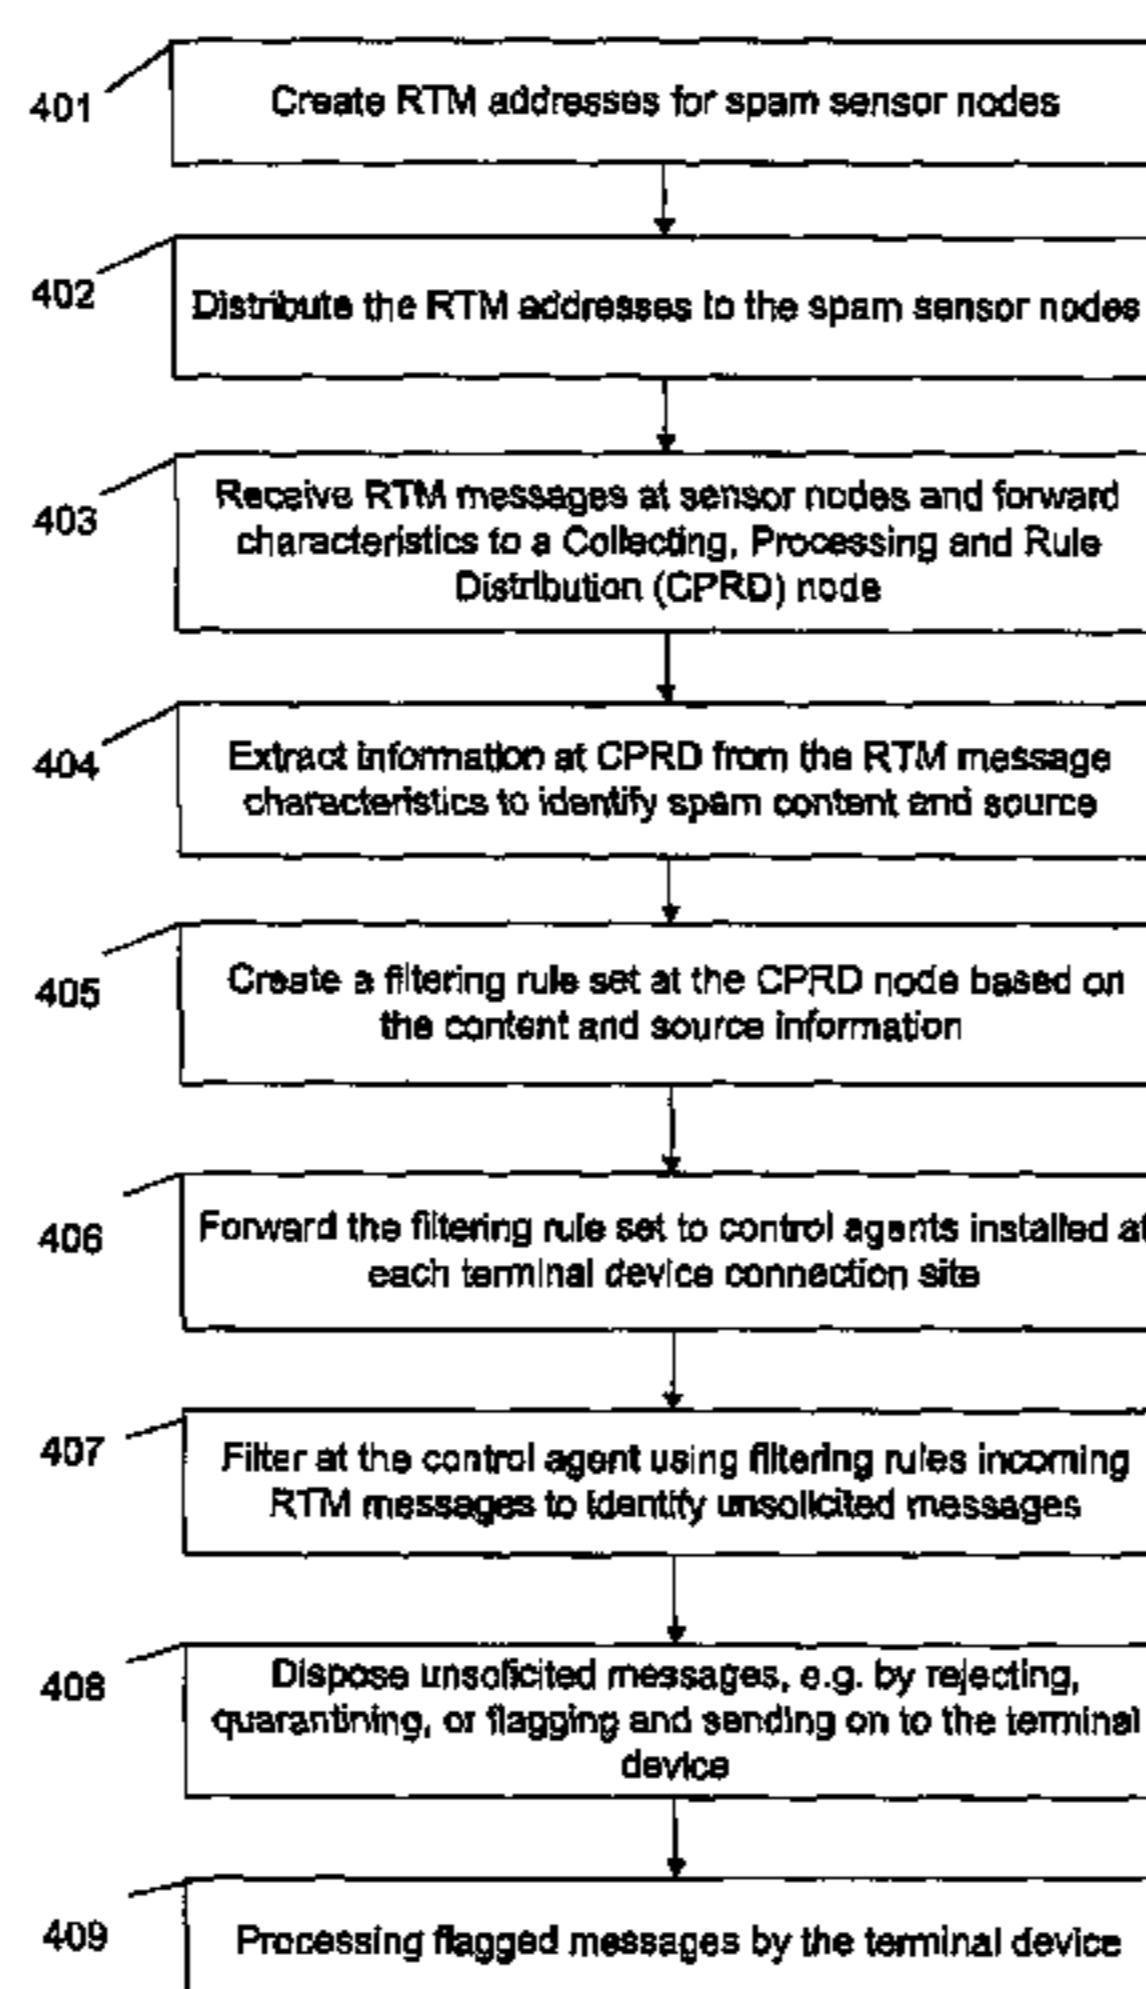 401
Create RTM addresses for spam sensor nodes
402
Distribute the RTM addresses to the spam sensor nodes
403
Receive RTM messages at sensor nodes and forward
characteristics to a Collecting, Processing and Rule
Distribution (CPRD) node
404
Extract information at CPRD from the RTM message
characteristics to identify spam content and source
405
Create a filtering rule set at the CPRD node based on
the content and source information
406
Forward the filtering rule set to control agents installed at
each terminal device connection site
407
Filter at the control agent using filtering rules incoming
RTM messages to identify unsolicited messages
408
Dispose unsolicited messages, e.g. by rejecting,
quarantining, or flagging and sending on to the terminal
device
409
Processing flagged messages by the terminal device